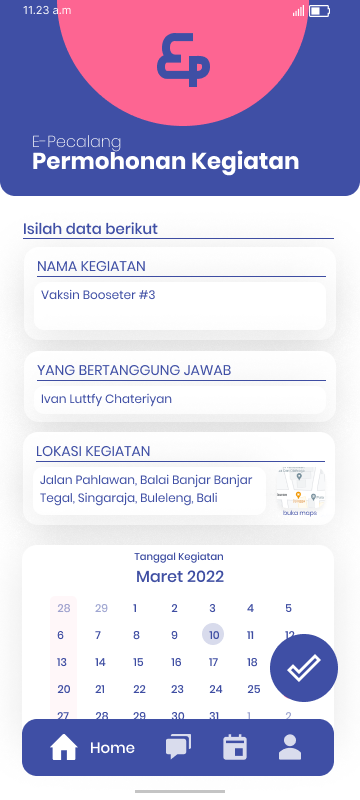 11.23 a.m
Ep
E-Pecalang
Permohonan Kegiatan
Isilah data berikut
NAMA KEGIATAN
Vaksin Booseter #3
YANG BERTANGGUNG JAWAB
Ivan Luttfy Chateriyan
LOKASI KEGIATAN
Jalan Pahlawan, Balai Banjar Banjar
Tegal, Singaraja, Buleleng, Bali
buka maps
Tanggal Kegiatan
Maret 2022
28 29 1 2 3 4 5
6 7 8 9 10 11 12
13 14 15 16 17 18
20 21 22 23 24 25
27 28 29 30 31 1 2
Home